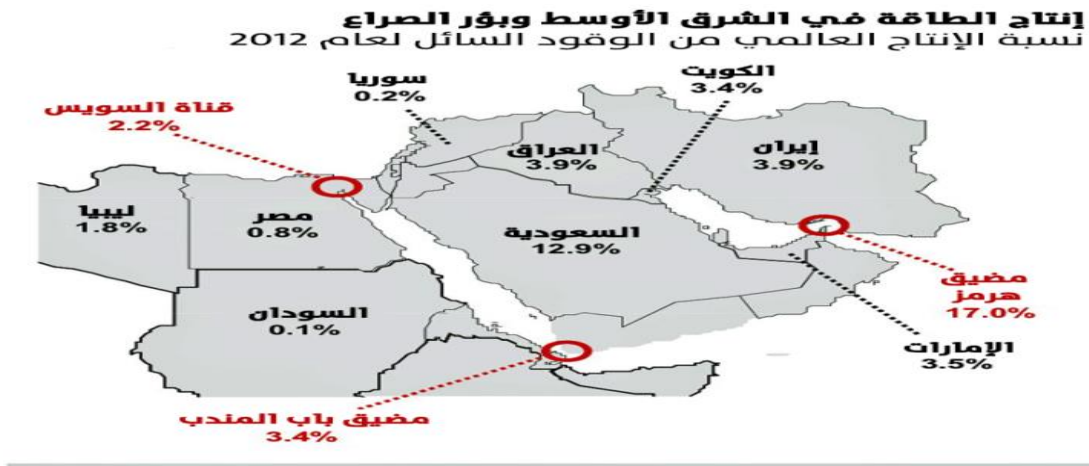 إنتاج الطاقة في الشرق الأوسط وبؤر الصراع
نسبة الإنتاج العالمي من الوقود السائل لعام 2012
الكويت
3.4%
سوريا
0.2%
قناة السويس
2.2%
إيران
3.9%
العراق
3.9%
السعودية
12.9%
مصر
0.8%
ليبيا
1.8%
مضيق
هرمز
17.0%
السودان
0.1%
الإمارات
3.5%
مضيق باب المندب
3.4%